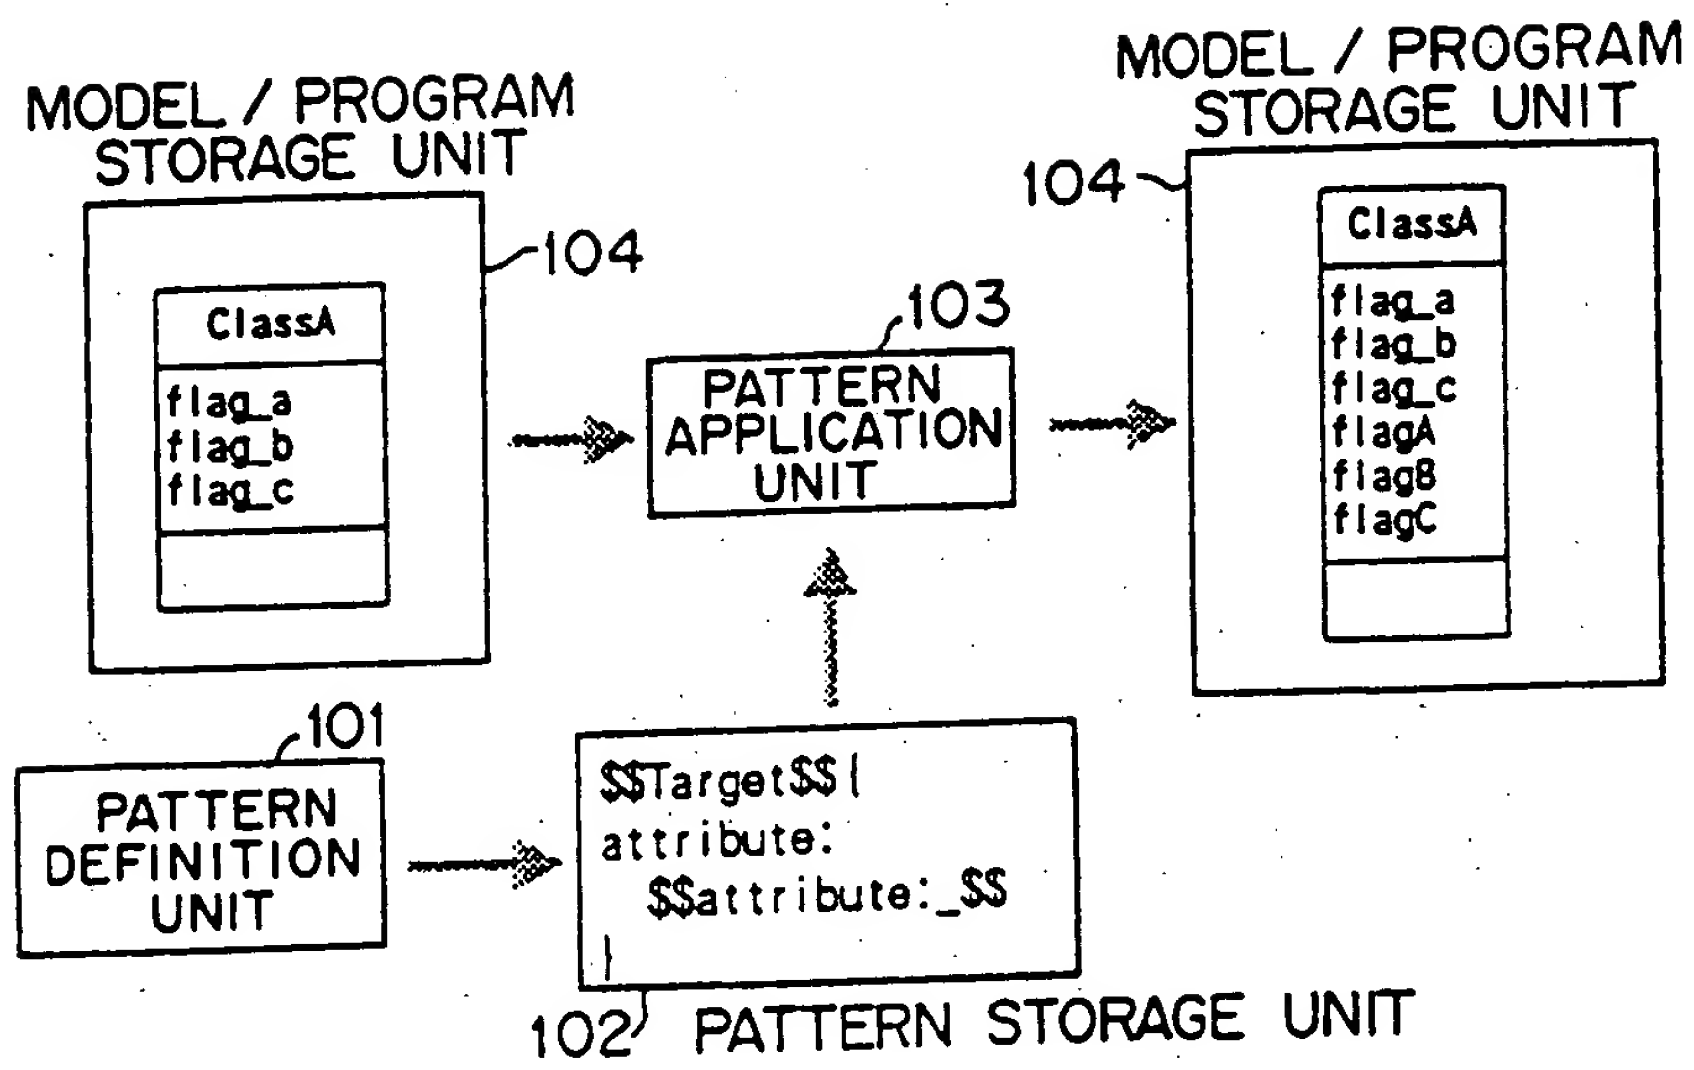 MODEL / PROGRAM
STORAGE UNIT
104
ClassA
flag_a
flag_b
flag_c
103
PATTERN
APPLICATION
UNIT
MODEL / PROGRAM
STORAGE UNIT
104
ClassA
flag_a
flag_b
flag_c
flagA
flagB
flagC
101
PATTERN
DEFINITION
UNIT
$$Target$${
attribute:
$$attribute:_$$
}
102
PATTERN STORAGE UNIT